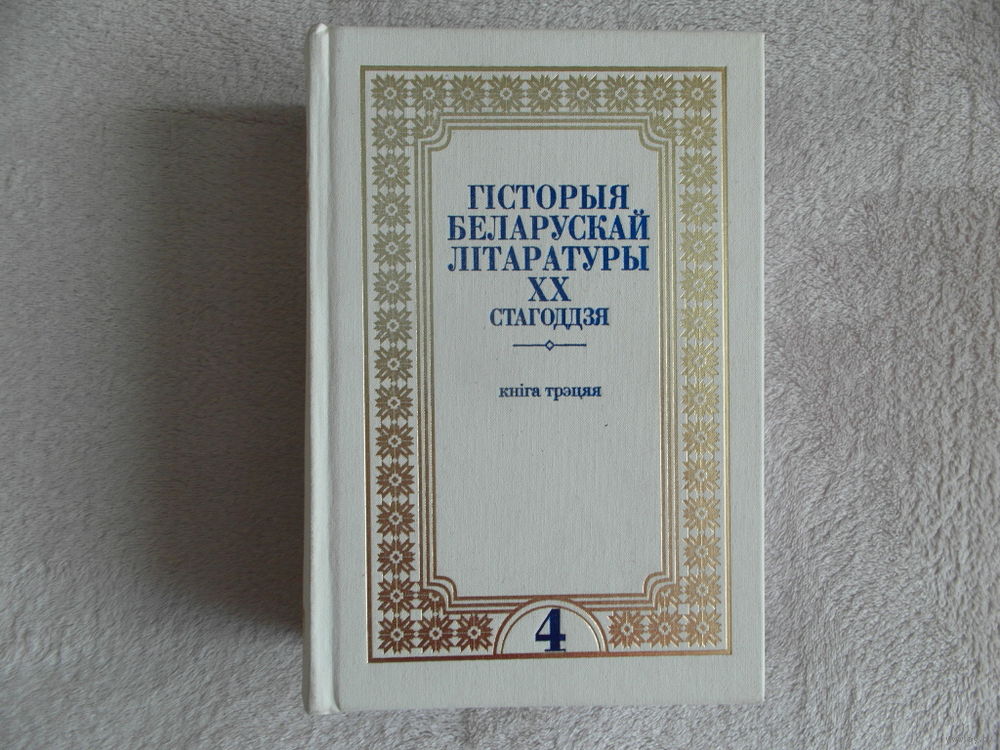 ГІСТОРЫЯ
БЕЛАРУСКАЙ
ЛІТАРАТУРЫ
XX
СТАГОДДЗЯ
кніга трэцяя
4